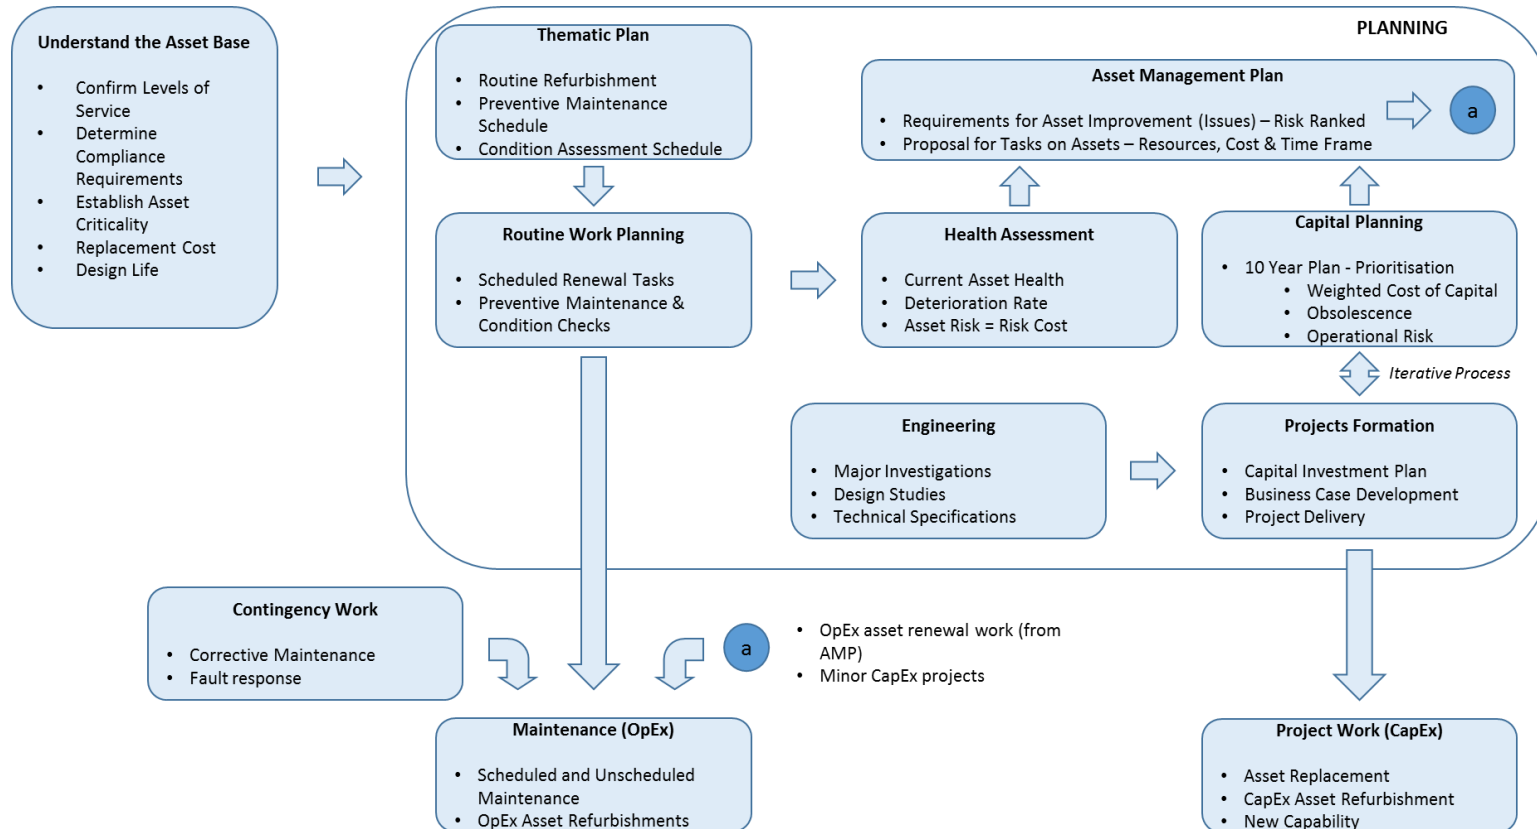 Understand the Asset Base
• Confirm Levels of
Service
• Determine
Compliance
Requirements
• Establish Asset
Criticality
• Replacement Cost
• Design Life
PLANNING
Thematic Plan
• Routine Refurbishment
• Preventive Maintenance
Schedule
• Condition Assessment Schedule
Asset Management Plan
• Requirements for Asset Improvement (Issues) – Risk Ranked
• Proposal for Tasks on Assets – Resources, Cost & Time Frame
a
Routine Work Planning
• Scheduled Renewal Tasks
• Preventive Maintenance &
Condition Checks
Health Assessment
• Current Asset Health
• Deterioration Rate
• Asset Risk = Risk Cost
Capital Planning
• 10 Year Plan - Prioritisation
• Weighted Cost of Capital
• Obsolescence
• Operational Risk
Iterative Process
Engineering
• Major Investigations
• Design Studies
• Technical Specifications
Projects Formation
• Capital Investment Plan
• Business Case Development
• Project Delivery
Contingency Work
• Corrective Maintenance
• Fault response
a
• OpEx asset renewal work (from
AMP)
• Minor CapEx projects
Maintenance (OpEx)
• Scheduled and Unscheduled
Maintenance
• OpEx Asset Refurbishments
Project Work (CapEx)
• Asset Replacement
• CapEx Asset Refurbishment
• New Capability